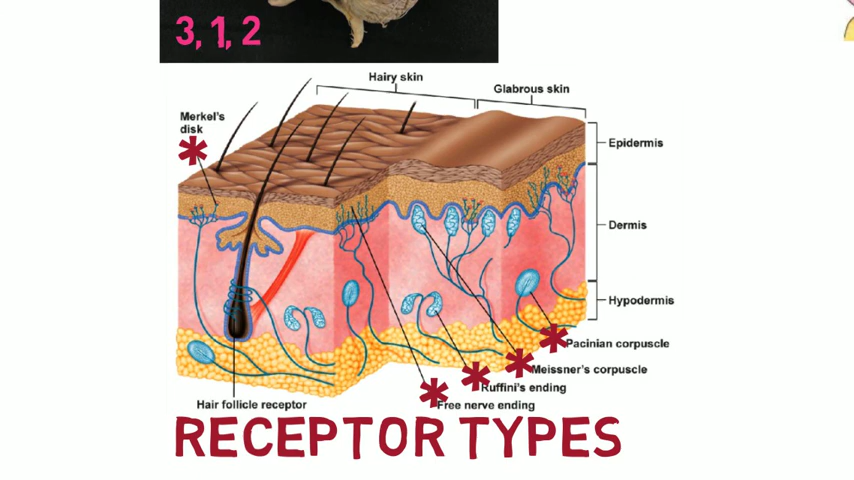 3, 1, 2
Hairy skin
Glabrous skin
Merkel's
disk
Epidermis
Dermis
Hypodermis
Pacinian corpuscle
Meissner's corpuscle
Ruffini's ending
Free nerve ending
Hair follicle receptor
RECEPTOR TYPES